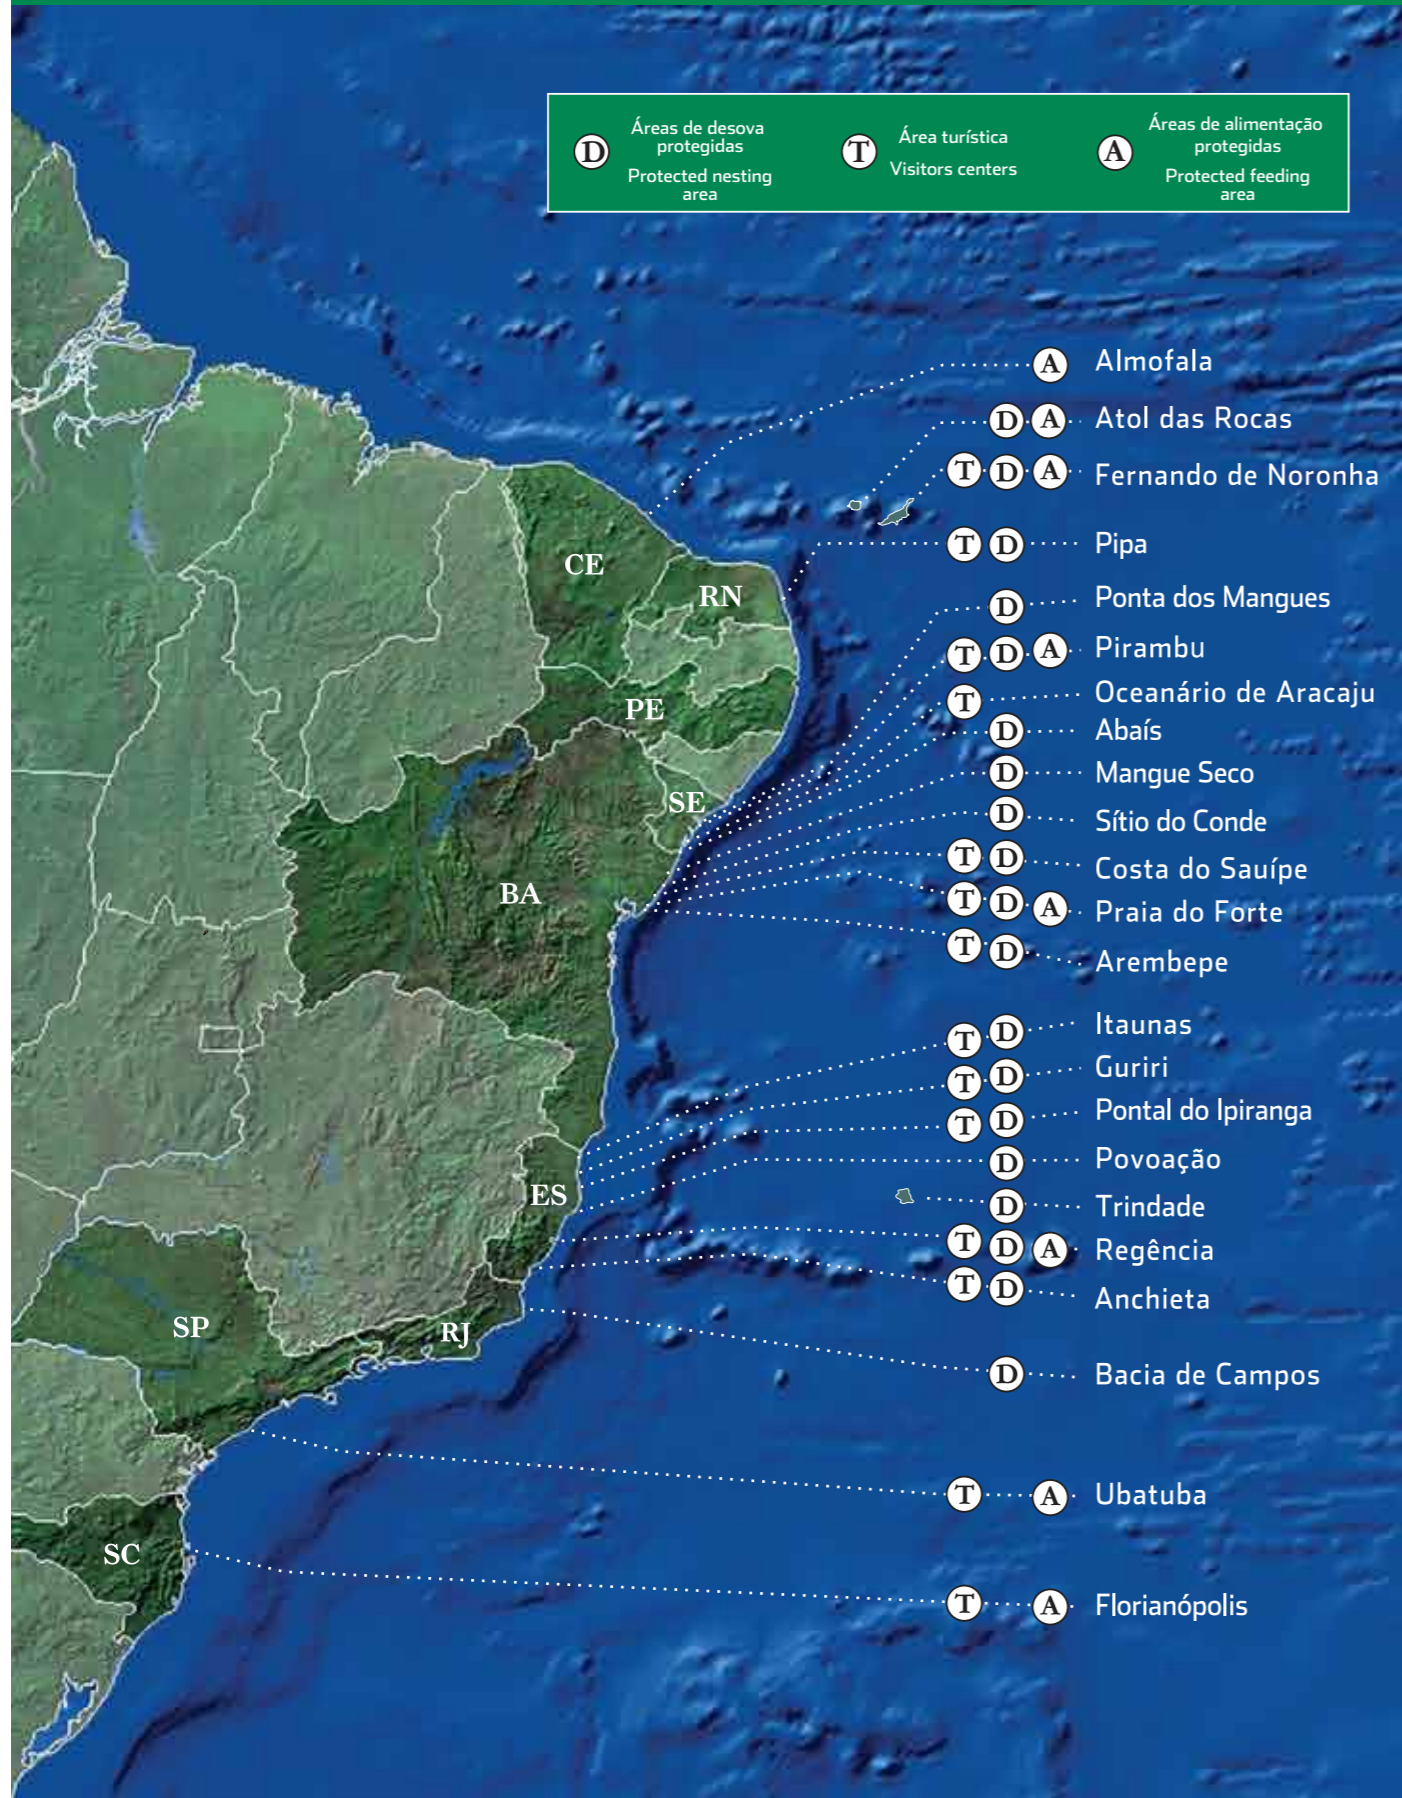 D
Áreas de desova
protegidas
Protected nesting
area
T
Área turística
Visitors centers
A
Áreas de alimentação
protegidas
Protected feeding
area
A Almofala
D A Atol das Rocas
T D A Fernando de Noronha
T D Pipa
D Ponta dos Mangues
T D A Pirambu
T Oceanário de Aracaju
D Abaís
D Mangue Seco
D Sítio do Conde
T D Costa do Sauípe
T D A Praia do Forte
T D Arembepe
T D Itaunas
T D Guriri
T D Pontal do Ipiranga
D Povoação
D Trindade
T D A Regência
T D Anchieta
D Bacia de Campos
T A Ubatuba
T A Florianópolis
CE
RN
PE
SE
BA
ES
SP
RJ
SC